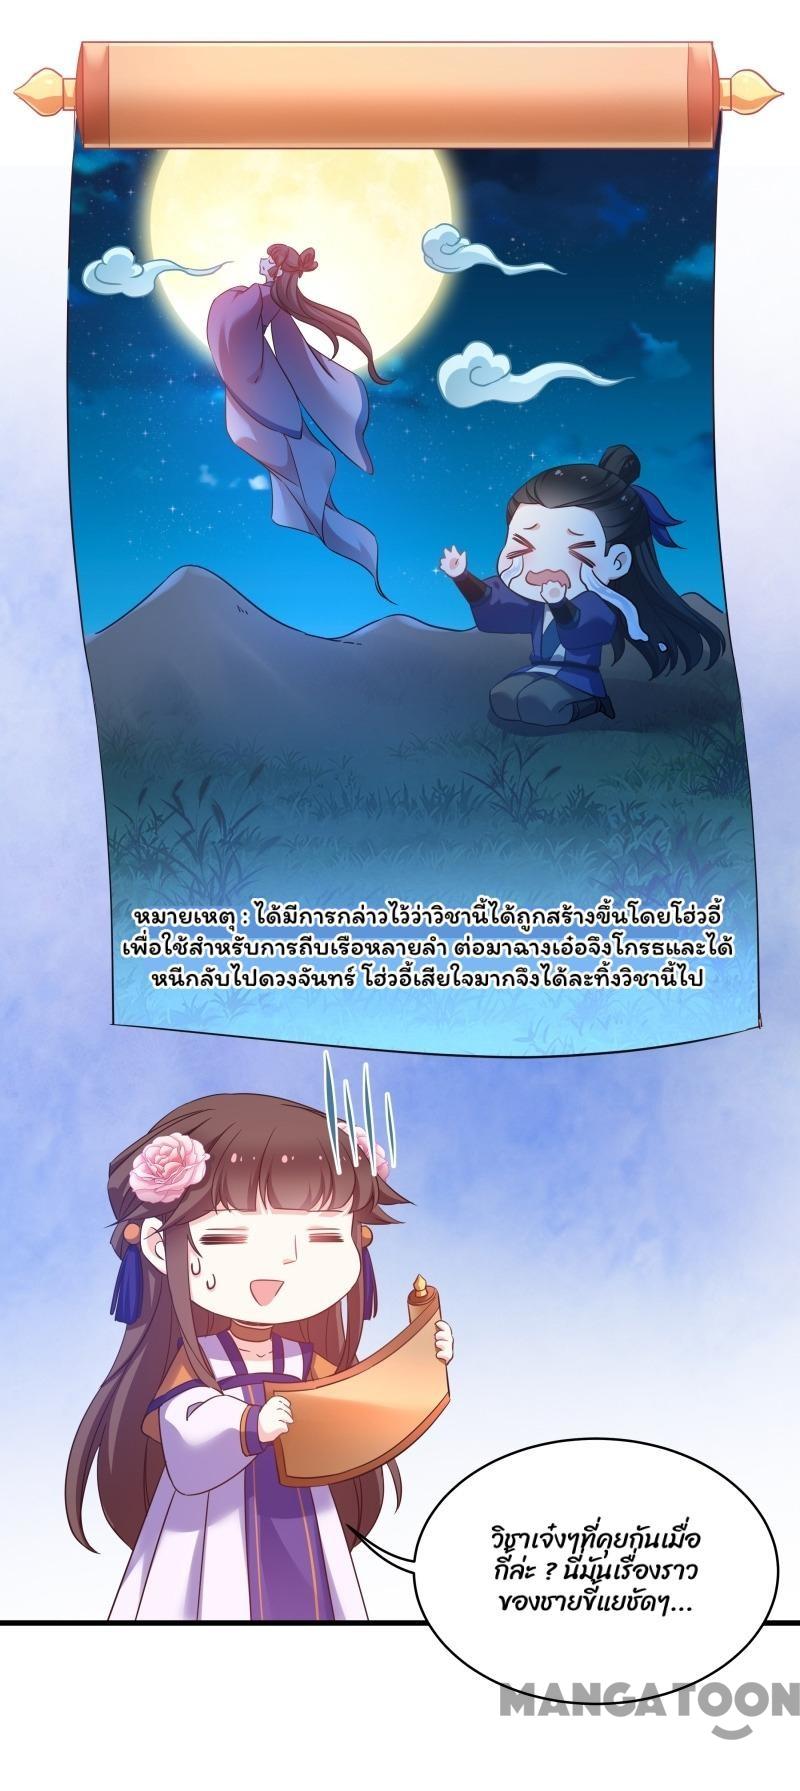 หมายเหตุ : ได้มีการกล่าวไว้ว่าวิชานี้ได้ถูกสร้างขึ้นโดยโฮ่วอี้
เพื่อใช้สำหรับการถีบเรือหลายลำ ต่อมาฉางเอ๋อจึงโกรธและได้
หนีกลับไปดวงจันทร์ โฮ่วอี้เสียใจมากจึงได้ละทิ้งวิชานี้ไป
วิชาเจ๋งๆที่คุยกันเมื่อ
กี้ล่ะ ? นี่มันเรื่องราว
ของชายขี้แยชัดๆ...
MANGATOON